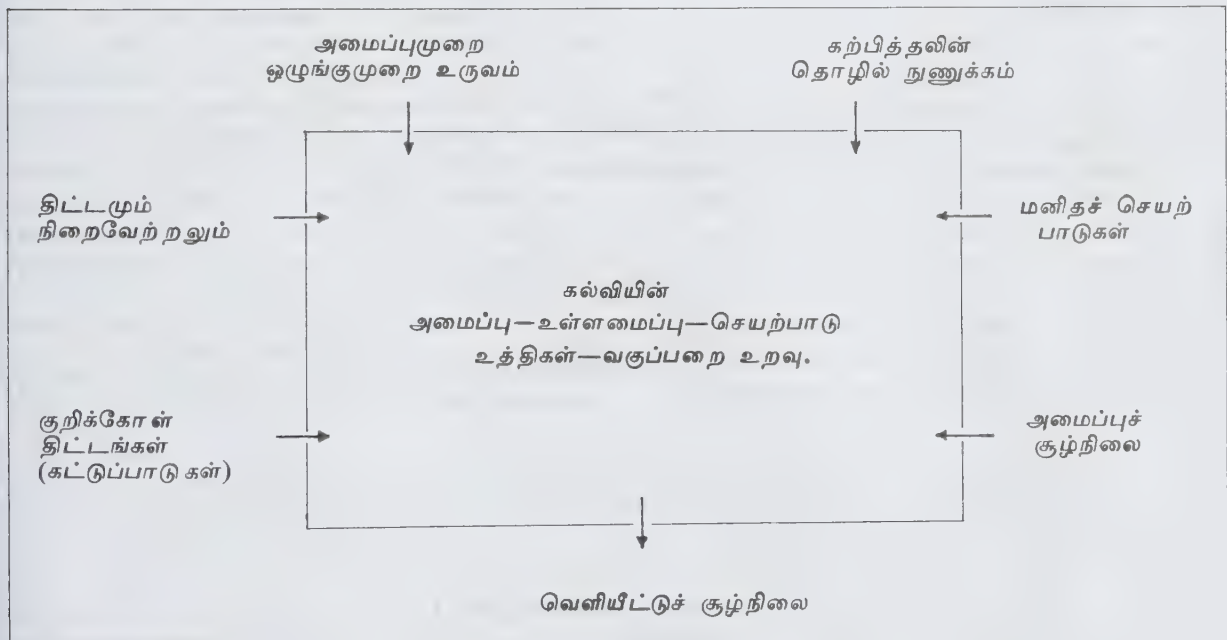 அமைப்புமுறை
ஒழுங்குமுறை உருவம்
கற்பித்தலின்
தொழில் நுணுக்கம்
திட்டமும்
நிறைவேற்றலும்
மனிதச் செயற்
பாடுகள்
கல்வியின்
அமைப்பு—உள்ளமைப்பு—செயற்பாடு
உத்திகள்—வகுப்பறை உறவு.
குறிக்கோள்
திட்டங்கள்
(கட்டுப்பாடுகள்)
அமைப்புச்
சூழ்நிலை
வெளியீட்டுச் சூழ்நிலை